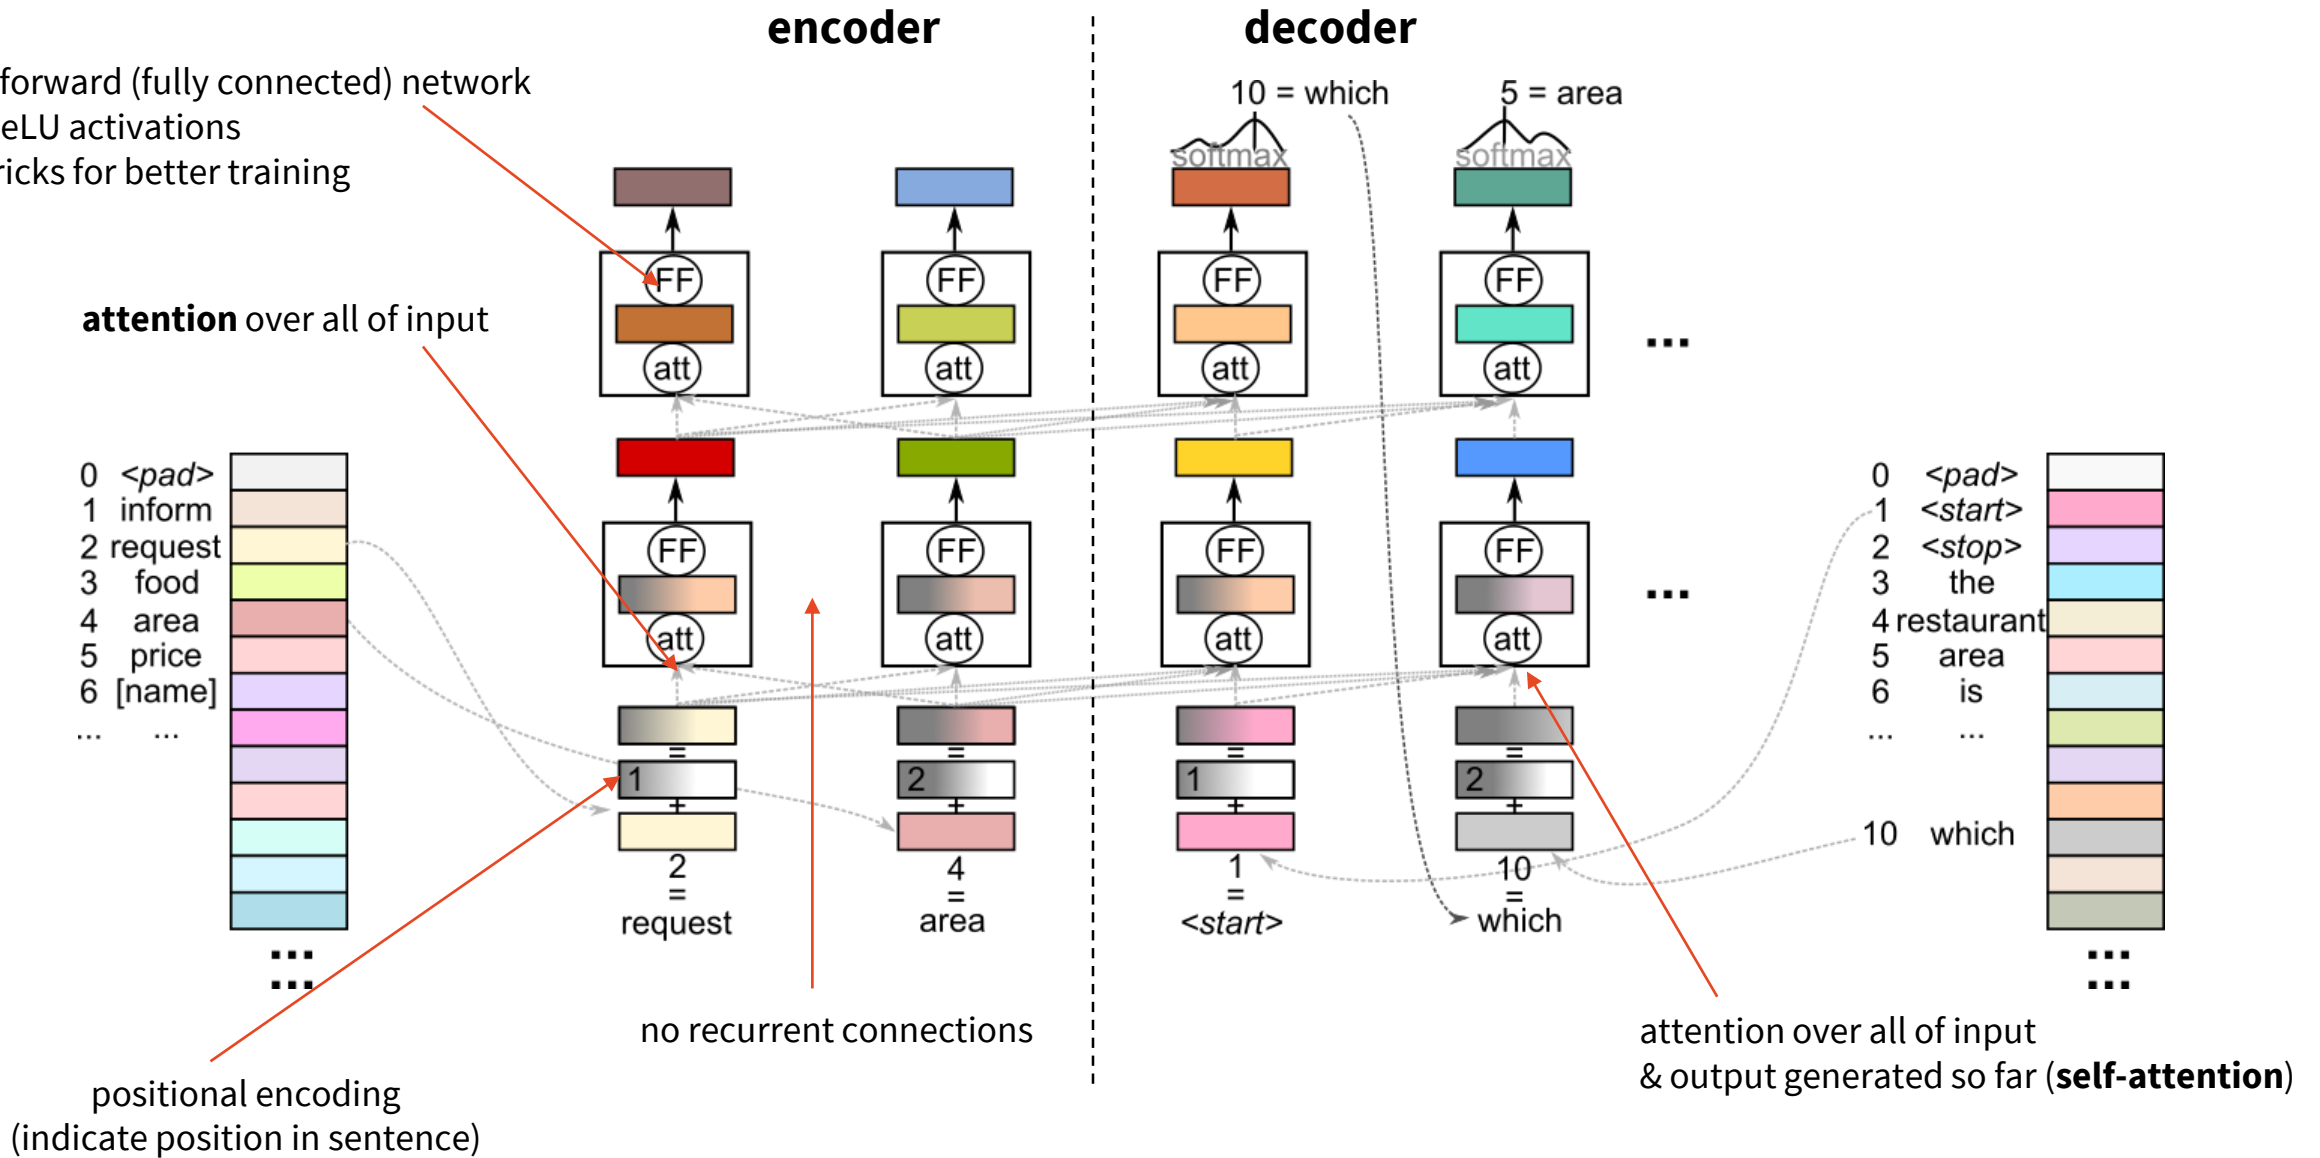 encoder
decoder
forward (fully connected) network
eLU activations
ricks for better training
attention over all of input
10 = which
5 = area
softmax
softmax
FF
FF
FF
FF
att
att
att
att
...
0 <pad>
1 inform
2 request
3 food
4 area
5 price
6 [name]
... ...
...
...
FF
FF
FF
FF
att
att
att
att
...
=
=
=
=
1
2
1
2
+
+
+
+
2
4
1
10
=
=
=
=
request
area
<start>
which
0 <pad>
1 <start>
2 <stop>
3 the
4 restaurant
5 area
6 is
... ...
10 which
...
...
no recurrent connections
positional encoding
(indicate position in sentence)
attention over all of input
& output generated so far (self-attention)